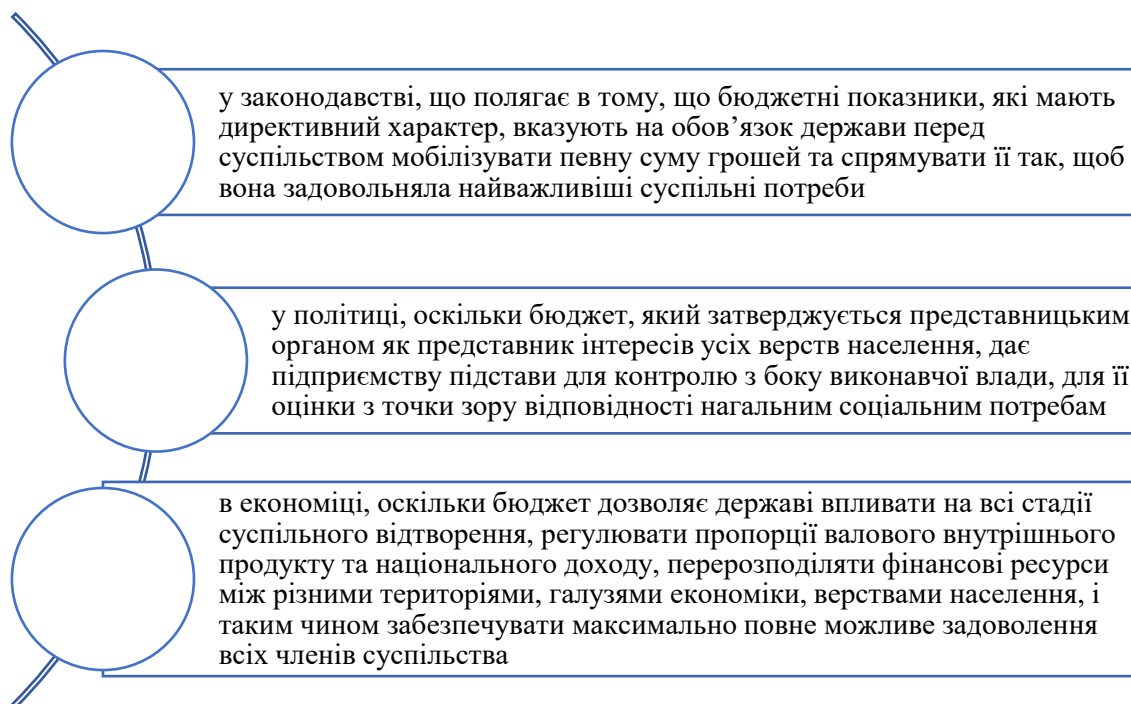 у законодавстві, що полягає в тому, що бюджетні показники, які мають
директивний характер, вказують на обов’язок держави перед
суспільством мобілізувати певну суму грошей та спрямувати її так, щоб
вона задовольняла найважливіші суспільні потреби
у політиці, оскільки бюджет, який затверджується представницьким
органом як представник інтересів усіх верств населення, дає
підприємству підстави для контролю з боку виконавчої влади, для її
оцінки з точки зору відповідності нагальним соціальним потребам
в економіці, оскільки бюджет дозволяє державі впливати на всі стадії
суспільного відтворення, регулювати пропорції валового внутрішнього
продукту та національного доходу, перерозподіляти фінансові ресурси
між різними територіями, галузями економіки, верствами населення, і
таким чином забезпечувати максимально повне можливе задоволення
всіх членів суспільства